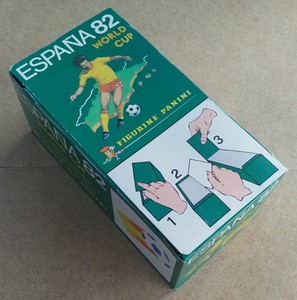 ESPAÑA 82
WORLD
CUP
FIGURINE PANINI
1
2
3
ESPAÑA 82
ESPAÑA 82